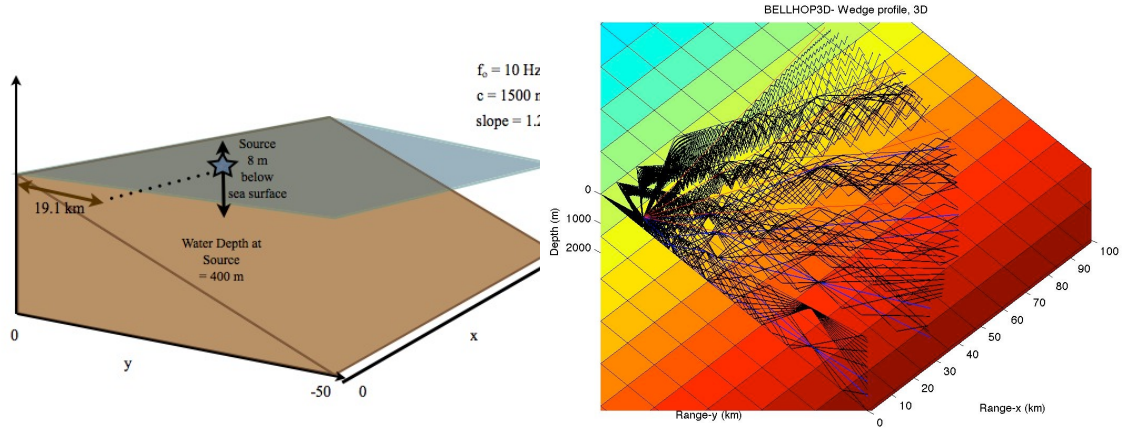 BELLHOP3D- Wedge profile, 3D
fₒ = 10 Hz
c = 1500 
slope = 1.2
Source
8 m
below
sea surface
19.1 km
Water Depth at
Source
= 400 m
0
y
-50
0
x
0
1000
2000
Depth (m)
Range-y (km)
0
10
20
30
40
50
60
70
80
90
100
Range-x (km)